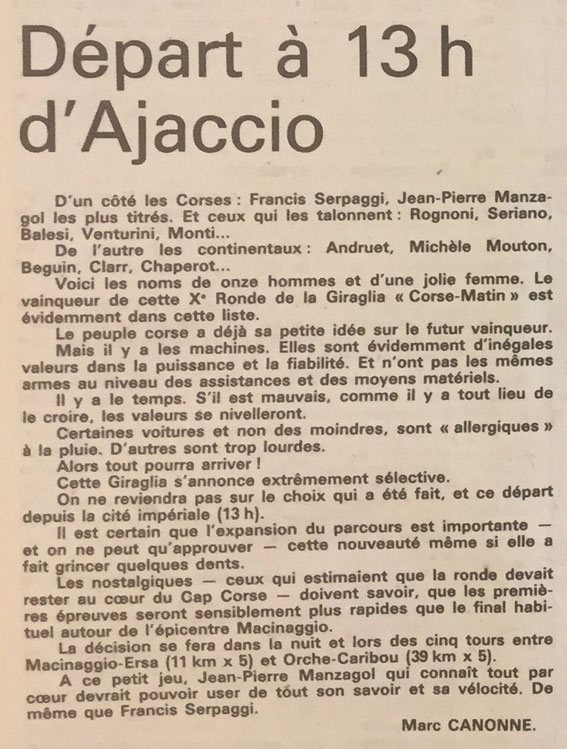 Départ à 13 h
d'Ajaccio
D'un côté les Corses : Francis Serpaggi, Jean-Pierre Manza-
gol les plus titrés. Et ceux qui les talonnent : Rognoni, Seriano,
Balesi, Venturini, Monti...
De l'autre les continentaux : Andruet, Michèle Mouton,
Beguin, Clarr, Chaperot...
Voici les noms de onze hommes et d'une jolie femme. Le
vainqueur de cette Xe Ronde de la Giraglia « Corse-Matin » est
évidemment dans cette liste.
Le peuple corse a déjà sa petite idée sur le futur vainqueur.
Mais il y a les machines. Elles sont évidemment d'inégales
valeurs dans la puissance et la fiabilité. Et n'ont pas les mêmes
armes au niveau des assistances et des moyens matériels.
Il y a le temps. S'il est mauvais, comme il y a tout lieu de
le croire, les valeurs se nivelleront.
Certaines voitures et non des moindres, sont « allergiques »
à la pluie. D'autres sont trop lourdes.
Alors tout pourra arriver !
Cette Giraglia s'annonce extrêmement sélective.
On ne reviendra pas sur le choix qui a été fait, et ce départ
depuis la cité impériale (13 h).
Il est certain que l'expansion du parcours est importante —
et on ne peut qu'approuver — cette nouveauté même si elle a
fait grincer quelques dents.
Les nostalgiques — ceux qui estimaient que la ronde devait
rester au cœur du Cap Corse — doivent savoir, que les premiè-
res épreuves seront sensiblement plus rapides que le final habi-
tuel autour de l'épicentre Macinaggio.
La décision se fera dans la nuit et lors des cinq tours entre
Macinaggio-Ersa (11 km x 5) et Orche-Caribou (39 km x 5).
A ce petit jeu, Jean-Pierre Manzagol qui connaît tout par
cœur devrait pouvoir user de tout son savoir et sa vélocité. De
même que Francis Serpaggi.
Marc CANONNE.